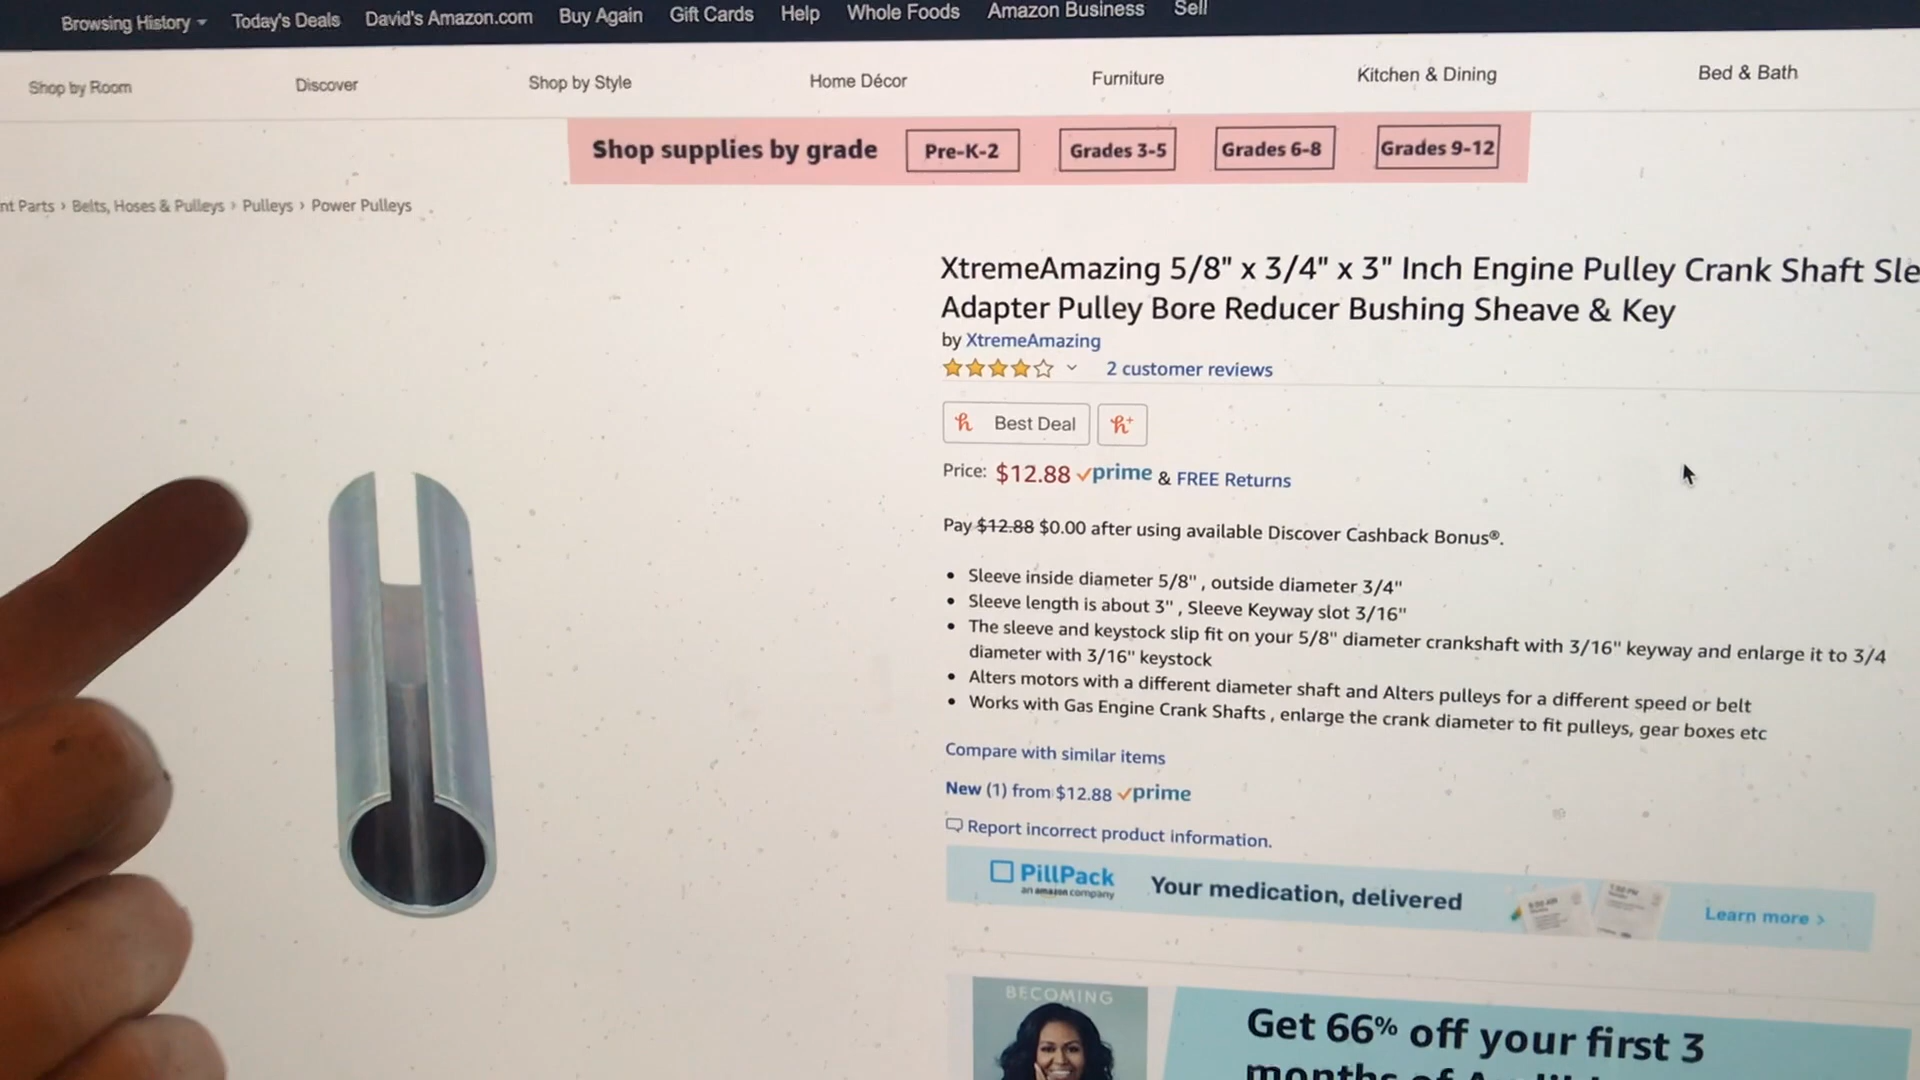 Browsing History Today's Deals David's Amazon.com Buy Again Gift Cards Help Whole Foods Amazon Business Sell
Shop by Room Discover Shop by Style Home Décor Furniture Kitchen & Dining Bed & Bath
Shop supplies by grade Pre-K-2 Grades 3-5 Grades 6-8 Grades 9-12
nt Parts › Belts, Hoses & Pulleys › Pulleys › Power Pulleys
XtremeAmazing 5/8" x 3/4" x 3" Inch Engine Pulley Crank Shaft Sle
Adapter Pulley Bore Reducer Bushing Sheave & Key
by XtremeAmazing
2 customer reviews
h Best Deal h+
Price: $12.88 prime & FREE Returns
Pay $12.88 $0.00 after using available Discover Cashback Bonus®.
• Sleeve inside diameter 5/8" , outside diameter 3/4"
• Sleeve length is about 3" , Sleeve Keyway slot 3/16"
• The sleeve and keystock slip fit on your 5/8" diameter crankshaft with 3/16" keyway and enlarge it to 3/4
diameter with 3/16" keystock
• Alters motors with a different diameter shaft and Alters pulleys for a different speed or belt
• Works with Gas Engine Crank Shafts , enlarge the crank diameter to fit pulleys, gear boxes etc
Compare with similar items
New (1) from $12.88 prime
Report incorrect product information.
PillPack
an amazon company
Your medication, delivered
Learn more ›
BECOMING
Get 66% off your first 3
months of